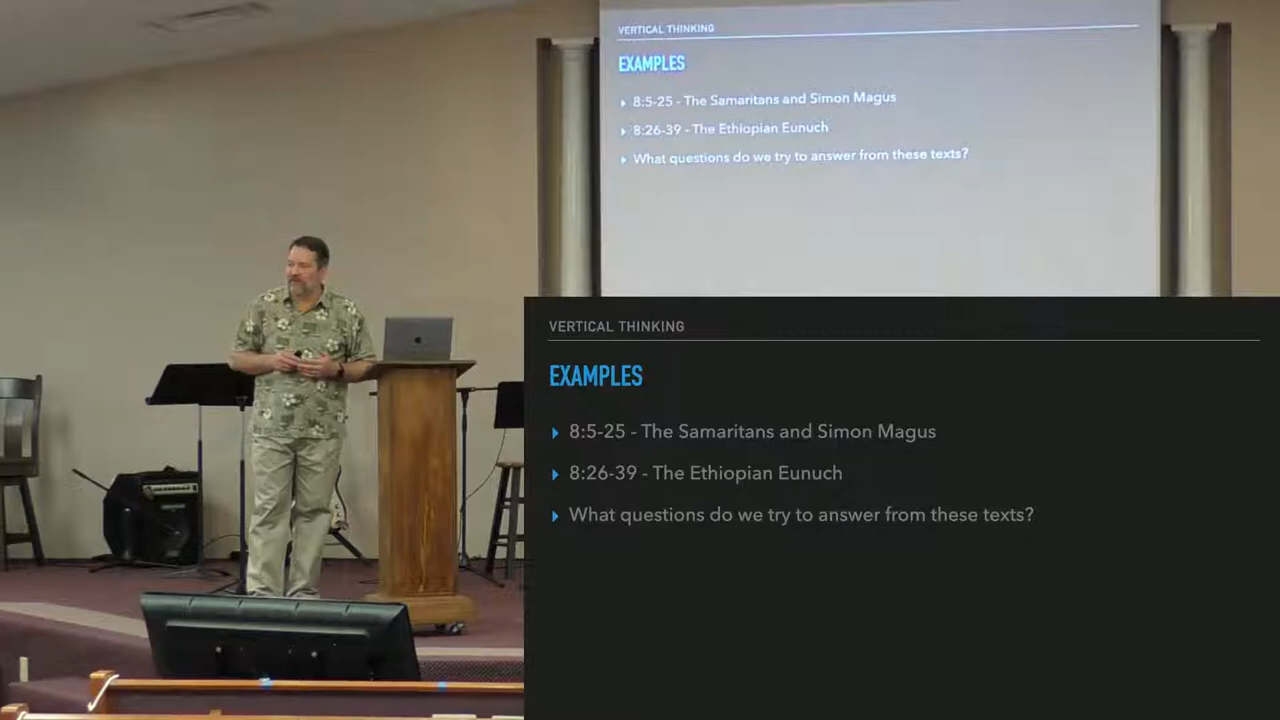 VERTICAL THINKING
EXAMPLES
8:5-25 - The Samaritans and Simon Magus
8:26-39 - The Ethiopian Eunuch
What questions do we try to answer from these texts?
VERTICAL THINKING
EXAMPLES
8:5-25 - The Samaritans and Simon Magus
8:26-39 - The Ethiopian Eunuch
What questions do we try to answer from these texts?